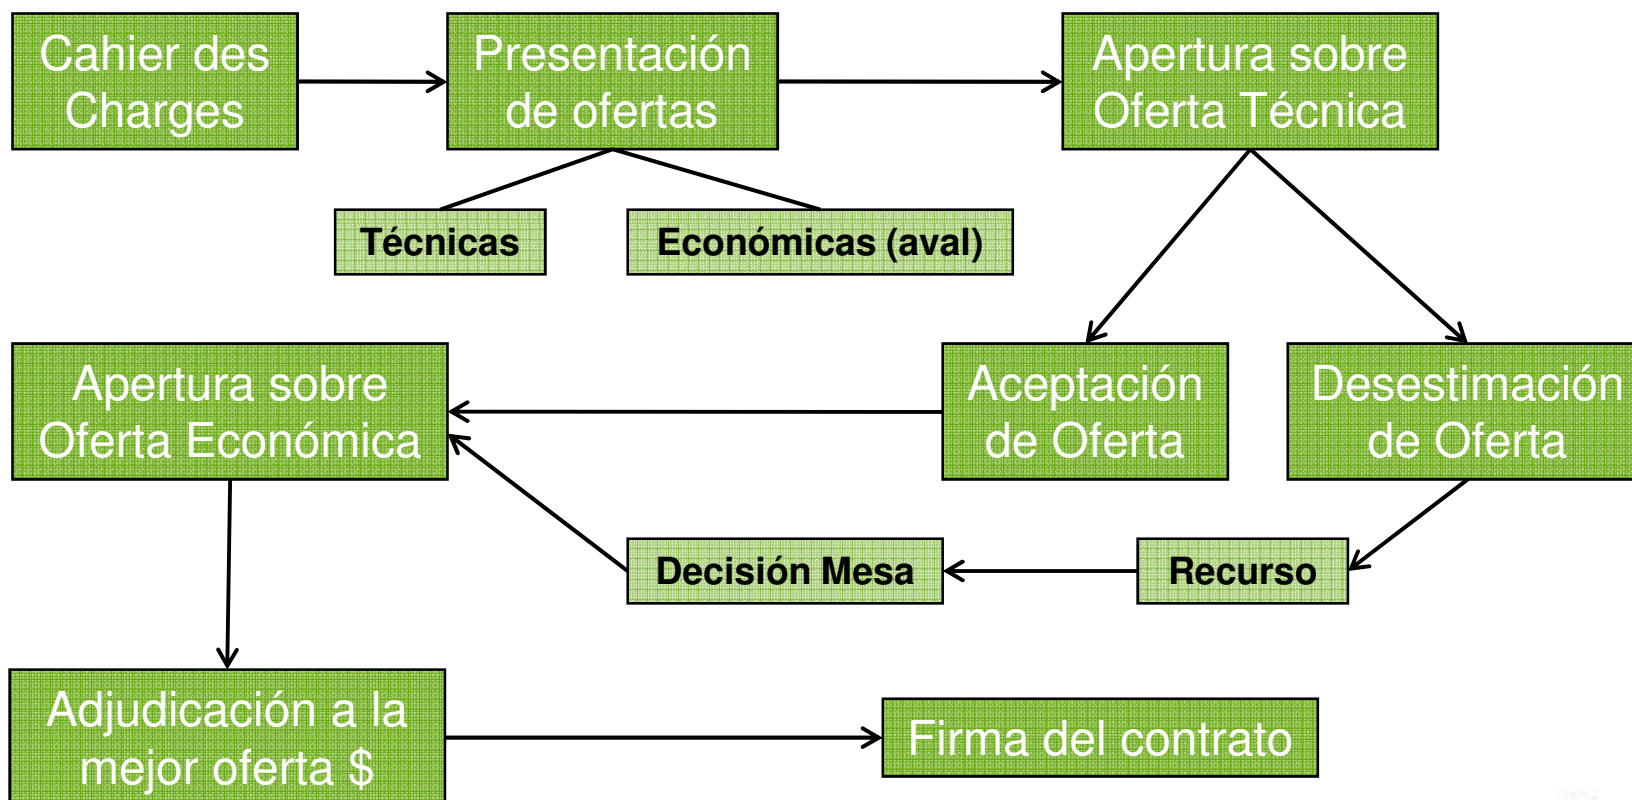 Cahier des
Charges
Presentación
de ofertas
Apertura sobre
Oferta Técnica
Técnicas
Económicas (aval)
Apertura sobre
Oferta Económica
Aceptación
de Oferta
Desestimación
de Oferta
Decisión Mesa
Recurso
Adjudicación a la
mejor oferta $
Firma del contrato